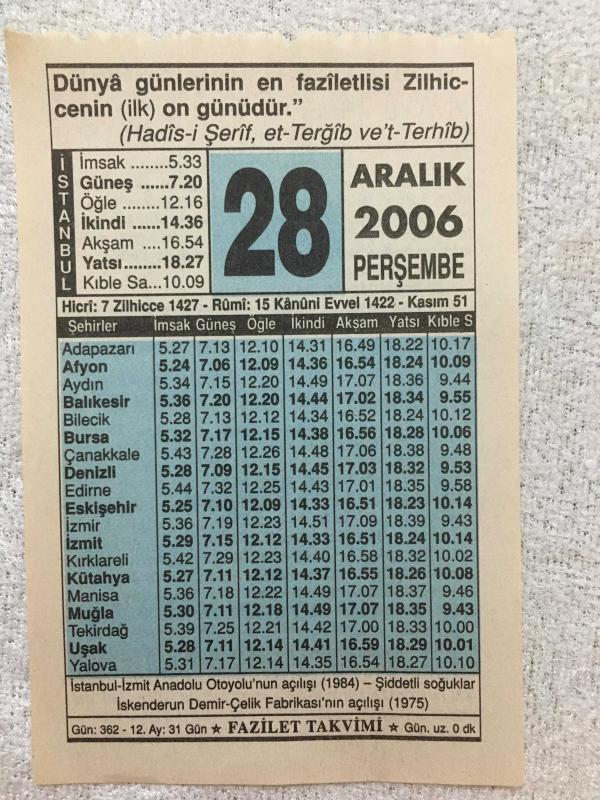 Dünyâ günlerinin en fazîletlisi Zilhic-
cenin (ilk) on günüdür.”
(Hadîs-i Şerîf, et-Terğîb ve't-Terhîb)
İSTANBUL
İmsak ........5.33
Güneş ......7.20
Öğle ........12.16
İkindi ......14.36
Akşam ....16.54
Yatsı........18.27
Kıble Sa...10.09
28
ARALIK
2006
PERŞEMBE
Hicrî: 7 Zilhicce 1427 - Rûmî: 15 Kânûni Evvel 1422 - Kasım 51
Şehirler İmsak Güneş Öğle İkindi Akşam Yatsı Kıble S
Adapazarı 5.27 7.13 12.10 14.31 16.49 18.22 10.17
Afyon 5.24 7.06 12.09 14.36 16.54 18.24 10.09
Aydın 5.34 7.15 12.20 14.49 17.07 18.36 9.44
Balıkesir 5.36 7.20 12.20 14.44 17.02 18.34 9.55
Bilecik 5.28 7.13 12.12 14.34 16.52 18.24 10.12
Bursa 5.32 7.17 12.15 14.38 16.56 18.28 10.06
Çanakkale 5.43 7.28 12.26 14.48 17.06 18.38 9.48
Denizli 5.28 7.09 12.15 14.45 17.03 18.32 9.53
Edirne 5.44 7.32 12.25 14.43 17.01 18.35 9.58
Eskişehir 5.25 7.10 12.09 14.33 16.51 18.23 10.14
İzmir 5.36 7.19 12.23 14.51 17.09 18.39 9.43
İzmit 5.29 7.15 12.12 14.33 16.51 18.24 10.14
Kırklareli 5.42 7.29 12.23 14.40 16.58 18.32 10.02
Kütahya 5.27 7.11 12.12 14.37 16.55 18.26 10.08
Manisa 5.36 7.18 12.22 14.49 17.07 18.37 9.46
Muğla 5.30 7.11 12.18 14.49 17.07 18.35 9.43
Tekirdağ 5.39 7.25 12.21 14.42 17.00 18.33 10.00
Uşak 5.28 7.11 12.14 14.41 16.59 18.29 10.01
Yalova 5.31 7.17 12.14 14.35 16.54 18.27 10.10
İstanbul-İzmit Anadolu Otoyolu'nun açılışı (1984) – Şiddetli soğuklar
İskenderun Demir-Çelik Fabrikası'nın açılışı (1975)
Gün: 362 - 12. Ay: 31 Gün ★ FAZİLET TAKVİMİ ★ Gün. uz. 0 dk